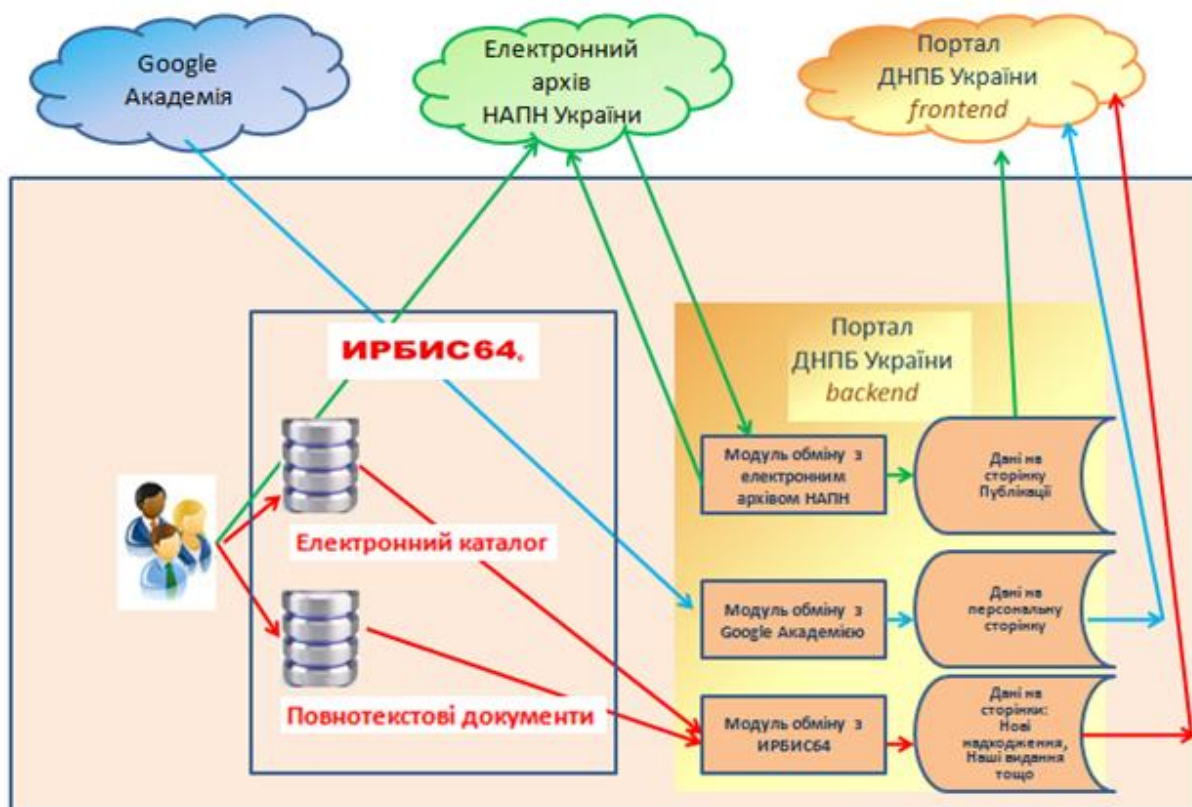 Google
Академія
Електронний
архів
НАПН України
Портал
ДНПБ України
frontend
ИРБИС64
Електронний каталог
Повнотекстові документи
Портал
ДНПБ України
backend
Модуль обміну з
електронним
архівом НАПН
Дані на
сторінку
Публікації
Модуль обміну з
Google Академією
Дані на
персональну
сторінку
Модуль обміну з
ИРБИС64
Дані на
сторінки:
Нові
надходження,
Наші видання
тощо